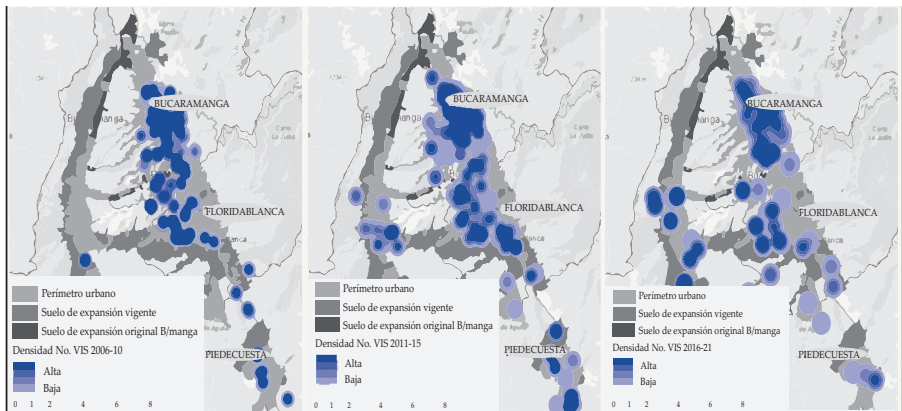 BUCARAMANGA
FLORIDABLANCA
Perímetro urbano
Suelo de expansión vigente
Suelo de expansión original B/manga
Densidad No. VIS 2006-10
PIEDECUESTA
Alta
Baja
0 1 2 4 6 8
BUCARAMANGA
FLORIDABLANCA
Perímetro urbano
Suelo de expansión vigente
Suelo de expansión original B/manga
Densidad No. VIS 2011-15
PIEDECUESTA
Alta
Baja
0 1 2 4 8
BUCARAMANGA
FLORIDABLANCA
Perímetro urbano
Suelo de expansión vigente
Suelo de expansión original B/manga
Densidad No. VIS 2016-21
PIEDECUESTA
Alta
Baja
0 1 2 4 6 8